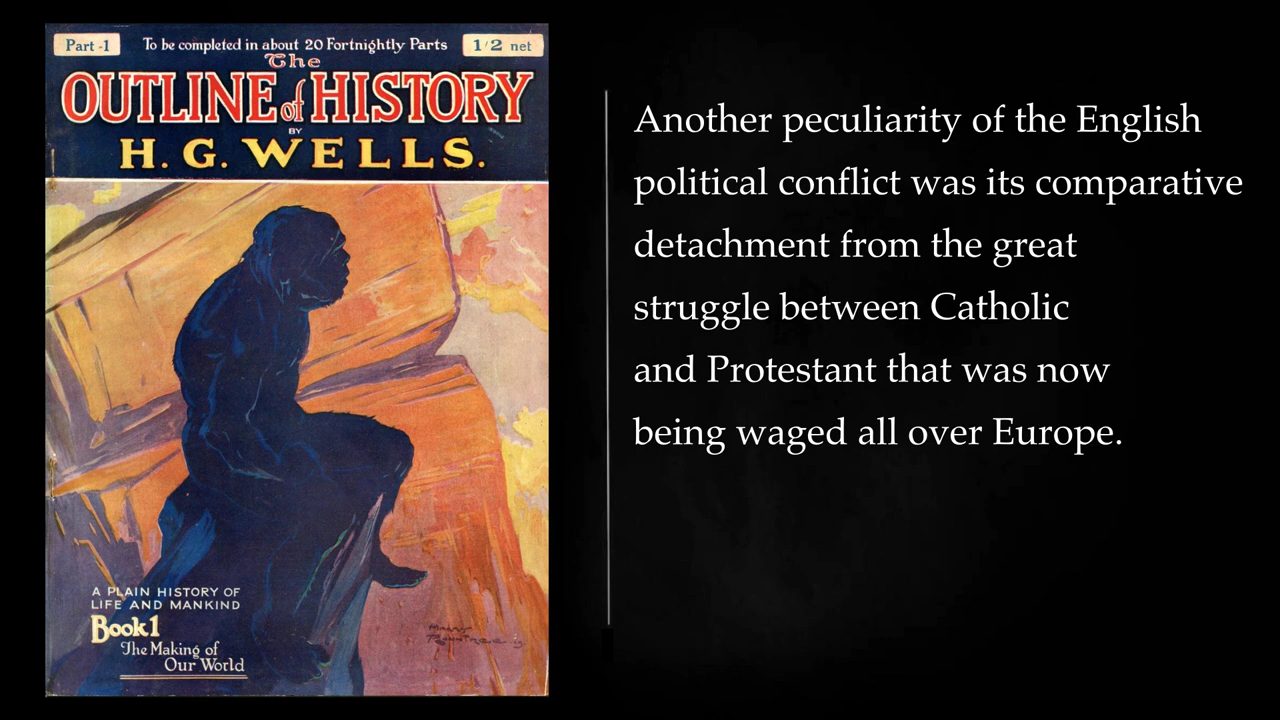 Part -1
To be completed in about 20 Fortnightly Parts
1/2 net
The
OUTLINE of HISTORY
BY
H. G. WELLS.
A PLAIN HISTORY OF
LIFE AND MANKIND
Book 1
The Making of
Our World
Another peculiarity of the English
political conflict was its comparative
detachment from the great
struggle between Catholic
and Protestant that was now
being waged all over Europe.